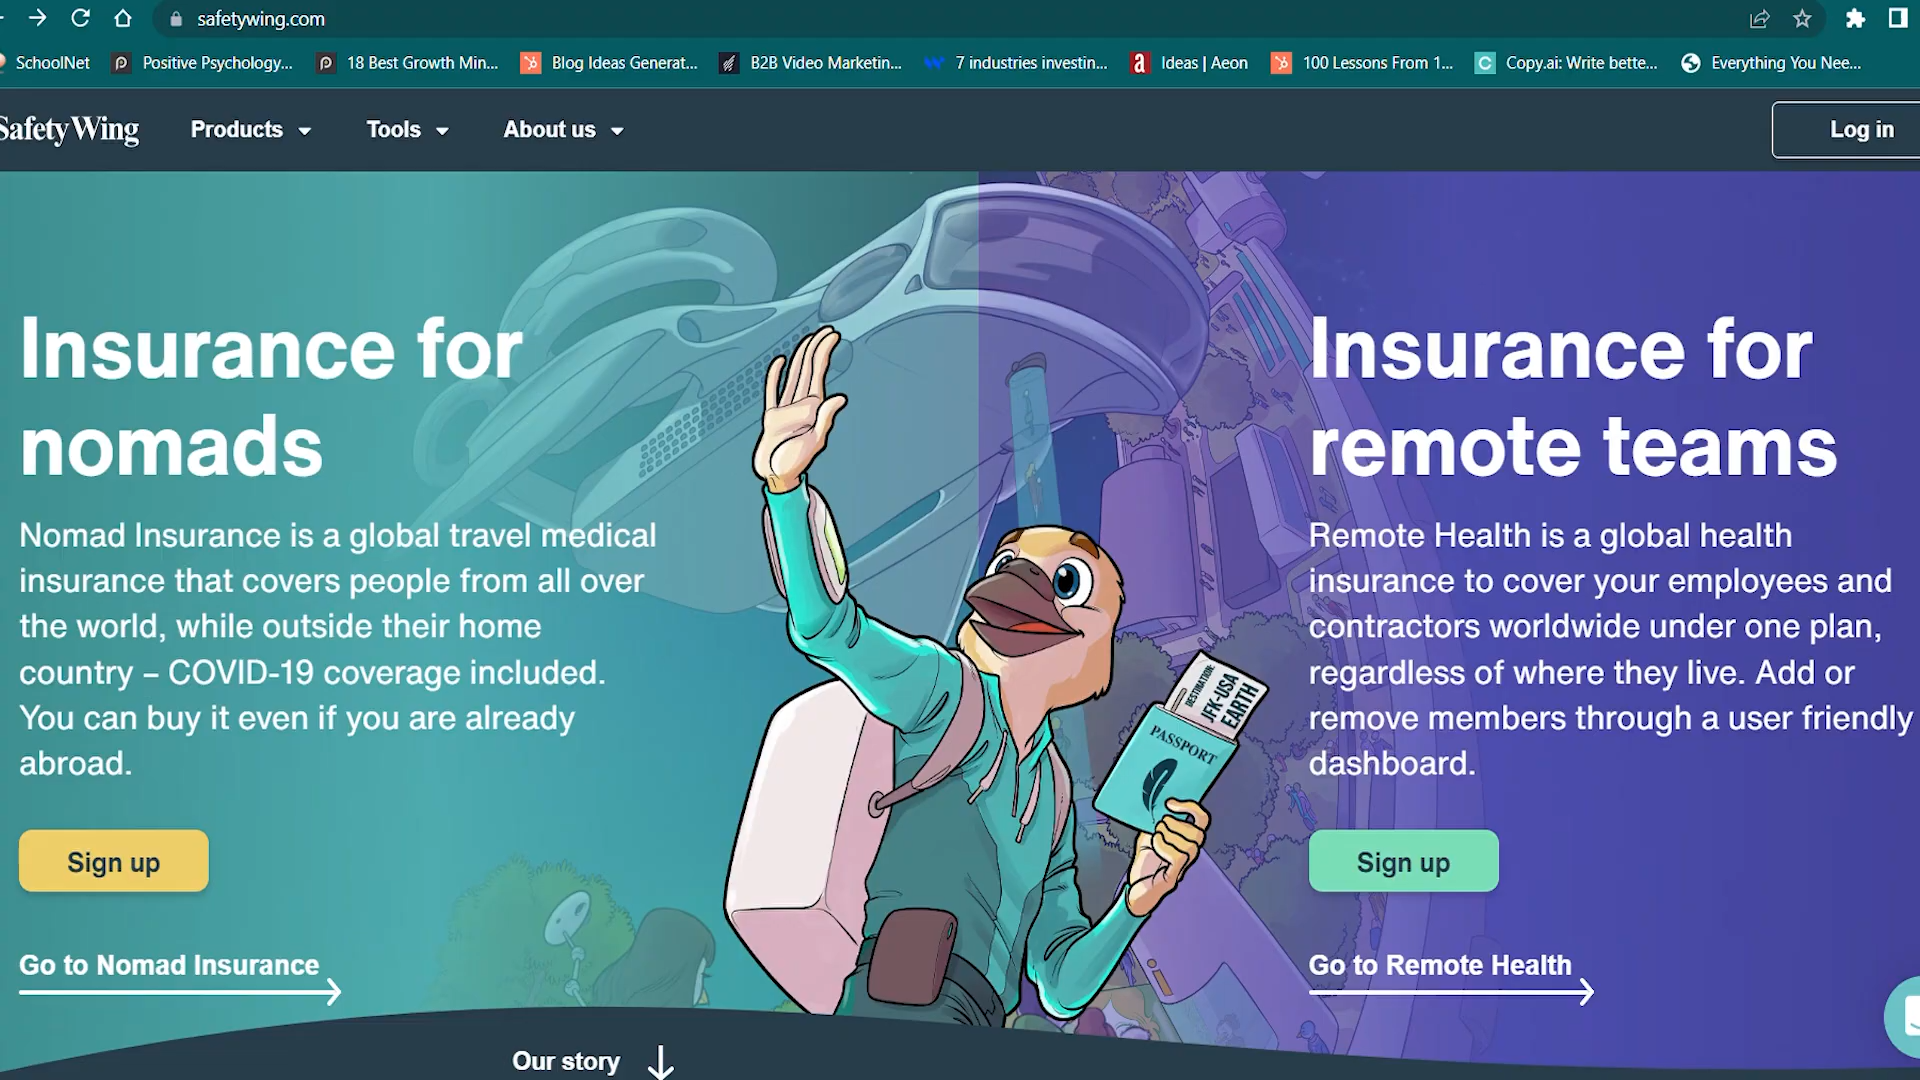 safetywing.com
SchoolNet
Positive Psychology...
18 Best Growth Min...
Blog Ideas Generat...
B2B Video Marketin...
7 industries investin...
Ideas | Aeon
100 Lessons From 1...
Copy.ai: Write bette...
Everything You Nee...
SafetyWing
Products
Tools
About us
Log in
Insurance for
nomads
Nomad Insurance is a global travel medical
insurance that covers people from all over
the world, while outside their home
country – COVID-19 coverage included.
You can buy it even if you are already
abroad.
Sign up
Go to Nomad Insurance
DESTINATION:
JFK-USA
EARTH
PASSPORT
Insurance for
remote teams
Remote Health is a global health
insurance to cover your employees and
contractors worldwide under one plan,
regardless of where they live. Add or
remove members through a user friendly
dashboard.
Sign up
Go to Remote Health
Our story